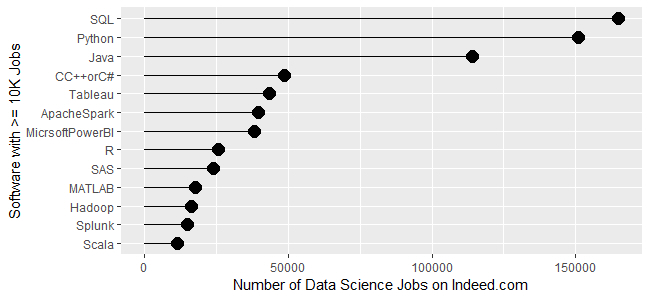 Software with >= 10K Jobs
SQL
Python
Java
CC++orC#
Tableau
ApacheSpark
MicrsoftPowerBI
R
SAS
MATLAB
Hadoop
Splunk
Scala
0 50000 100000 150000
Number of Data Science Jobs on Indeed.com